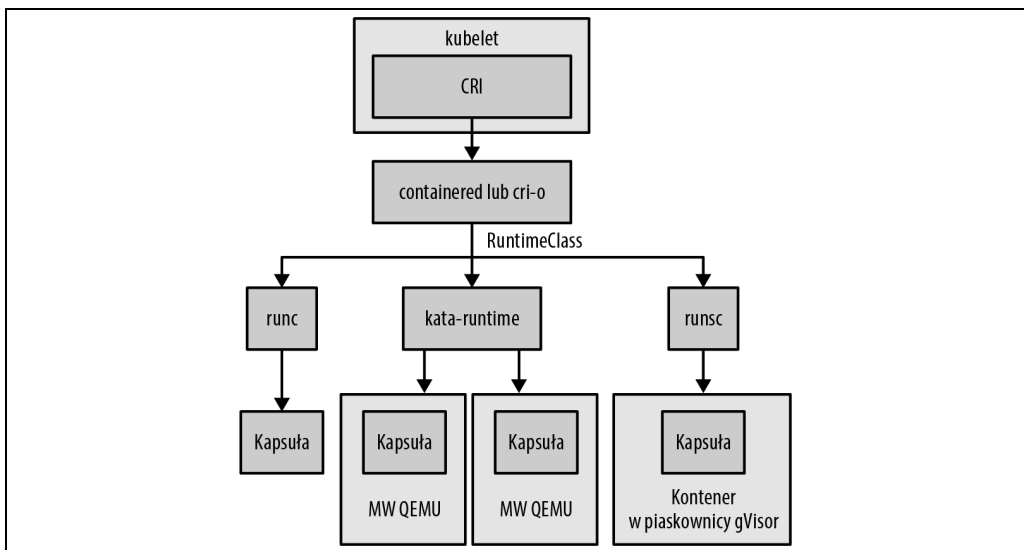 kubelet
CRI
containered lub cri-o
RuntimeClass
runc
kata-runtime
runsc
Kapsuła
Kapsuła
Kapsuła
Kapsuła
MW QEMU
MW QEMU
Kontener
w piaskownicy gVisor